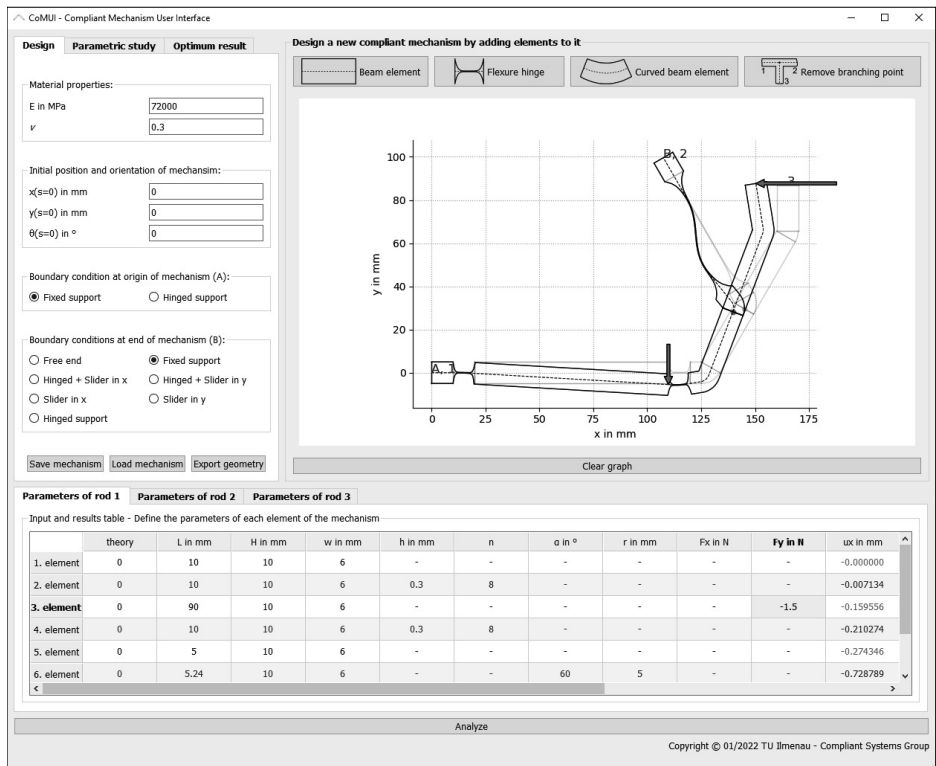 CoMUI - Compliant Mechanism User Interface
Design Parametric study Optimum result
Material properties:
E in MPa 72000
ν 0.3
Initial position and orientation of mechansim:
x(s=0) in mm 0
y(s=0) in mm 0
θ(s=0) in º 0
Boundary condition at origin of mechanism (A):
Fixed support Hinged support
Boundary conditions at end of mechanism (B):
Free end Fixed support
Hinged + Slider in x Hinged + Slider in y
Slider in x Slider in y
Hinged support
Save mechanism Load mechanism Export geometry
Design a new compliant mechanism by adding elements to it
Beam element Flexure hinge Curved beam element 1 2 3 Remove branching point
y in mm
100
80
60
40
20
0
B, 2
3
A, 1
0 25 50 75 100 125 150 175
x in mm
Clear graph
Parameters of rod 1 Parameters of rod 2 Parameters of rod 3
Input and results table - Define the parameters of each element of the mechanism
theory L in mm H in mm w in mm h in mm n α in º r in mm Fx in N Fy in N ux in mm
1. element 0 10 10 6 - - - - - - -0.000000
2. element 0 10 10 6 0.3 8 - - - - -0.007134
3. element 0 90 10 6 - - - - - -1.5 -0.159556
4. element 0 10 10 6 0.3 8 - - - - -0.210274
5. element 0 5 10 6 - - - - - - -0.274346
6. element 0 5.24 10 6 - - 60 5 - - -0.728789
Analyze
Copyright © 01/2022 TU Ilmenau - Compliant Systems Group